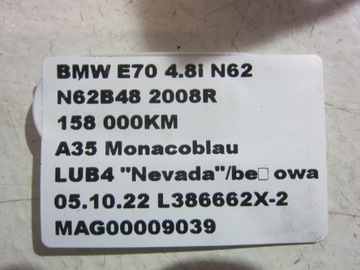 BMW E70 4.8i N62
N62B48 2008R
158 000KM
A35 Monacoblau
LUB4 "Nevada"/be□owa
05.10.22 L386662X-2
MAG00009039